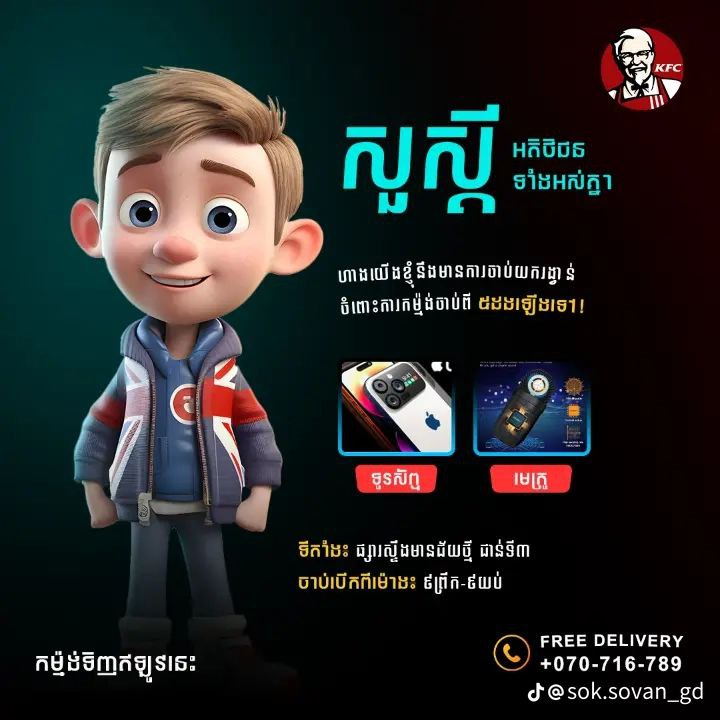 KFC
សួស្តី
អតិថិជន
ទាំងអស់គ្នា
ហាងយើងខ្ញុំនឹងមានការចាប់យករង្វាន់
ចំពោះការកម្ម៉ង់ចាប់ពី ៥ដងឡើងទៅ!
ទូរស័ព្ទ
មេក្រូ
ទីតាំង៖ ផ្សារស្ទឹងមានជ័យថ្មី ជាន់ទី៣
ចាប់បើកពីម៉ោង៖ ៩ព្រឹក-៩យប់
កម្ម៉ង់ទិញឥឡូវនេះ
FREE DELIVERY
+070-716-789
@sok.sovan_gd